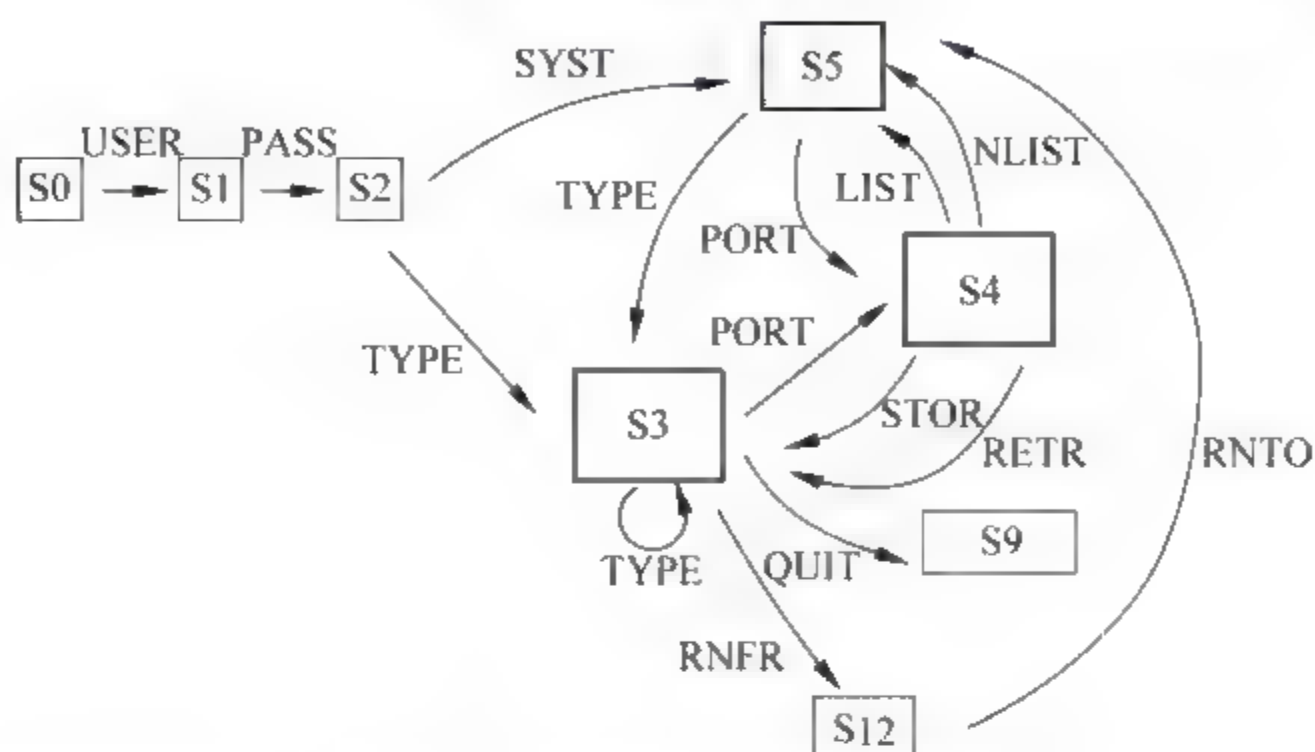 S5
SYST
USER
PASS
NLIST
S0
S1
S2
LIST
TYPE
PORT
S4
PORT
TYPE
S3
STOR
RETR
RNTO
S9
TYPE
QUIT
RNFR
S12